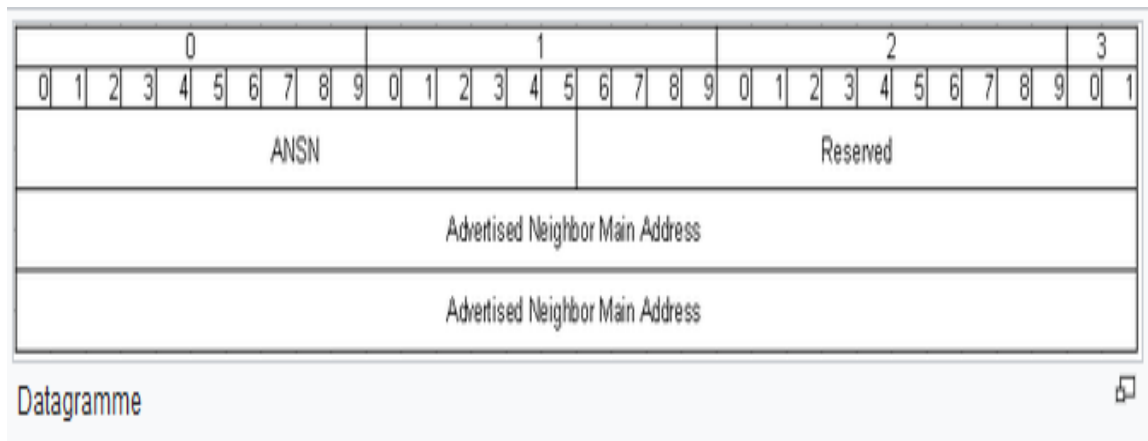 0 1 2 3
0 1 2 3 4 5 6 7 8 9 0 1 2 3 4 5 6 7 8 9 0 1 2 3 4 5 6 7 8 9 0 1
ANSN Reserved
Advertised Neighbor Main Address
Advertised Neighbor Main Address
Datagramme